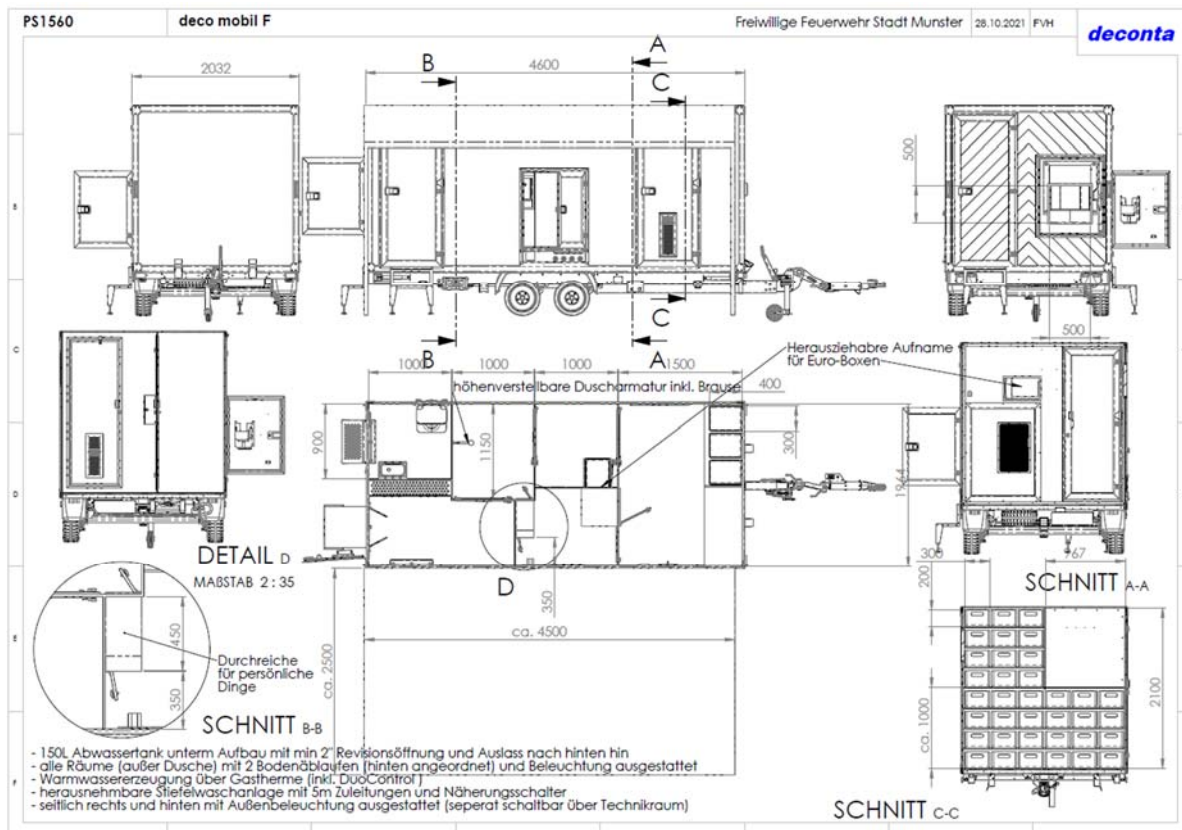 PS1560
deco mobil F
Freiwillige Feuerwehr Stadt Munster
28.10.2021
FVH
deconta
2032
B
4600
A
C
500
C
B
A
500
1000
1000
1000
1500
höhenverstellbare Duscharmatur inkl. Brause
400
Herausziehabre Aufname
für Euro-Boxen
900
1150
300
1964
DETAIL D
MAßSTAB 2 : 35
D
350
ca. 4500
ca. 2500
450
350
Durchreiche
für persönliche
Dinge
SCHNITT B-B
300
967
200
SCHNITT A-A
ca. 1000
2100
- 150L Abwassertank unterm Aufbau mit min 2" Revisionsöffnung und Auslass nach hinten hin
- alle Räume (außer Dusche) mit 2 Bodenabläufen (hinten angeordnet) und Beleuchtung ausgestattet
- Warmwassererzeugung über Gastherme (inkl. DuoControl)
- herausnehmbare Stiefelwaschanlage mit 5m Zuleitungen und Näherungsschalter
- seitlich rechts und hinten mit Außenbeleuchtung ausgestattet (seperat schaltbar über Technikraum)
SCHNITT C-C